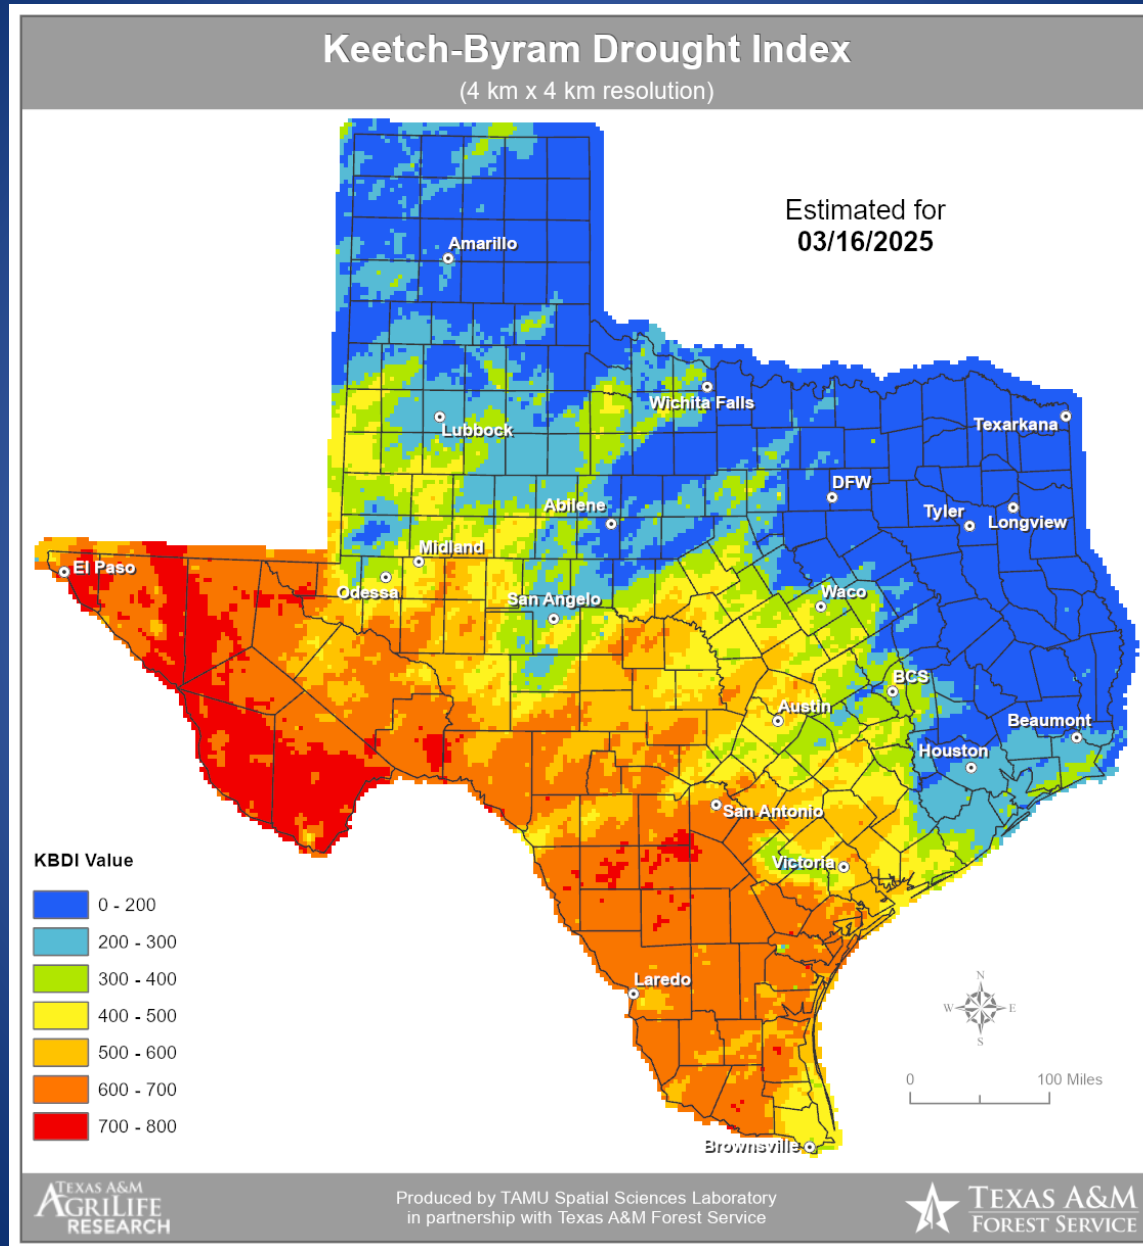 Keetch-Byram Drought Index
(4 km x 4 km resolution)
Estimated for
03/16/2025
Amarillo
Wichita Falls
Lubbock
Texarkana
DFW
Abilene
Tyler
Longview
Midland
El Paso
Odessa
San Angelo
Waco
BCS
Austin
Beaumont
Houston
San Antonio
Victoria
Laredo
Brownsville
KBDI Value
0 - 200
200 - 300
300 - 400
400 - 500
500 - 600
600 - 700
700 - 800
N
W E
S
0 100 Miles
TEXAS A&M
AGRILIFE
RESEARCH
Produced by TAMU Spatial Sciences Laboratory
in partnership with Texas A&M Forest Service
TEXAS A&M
FOREST SERVICE